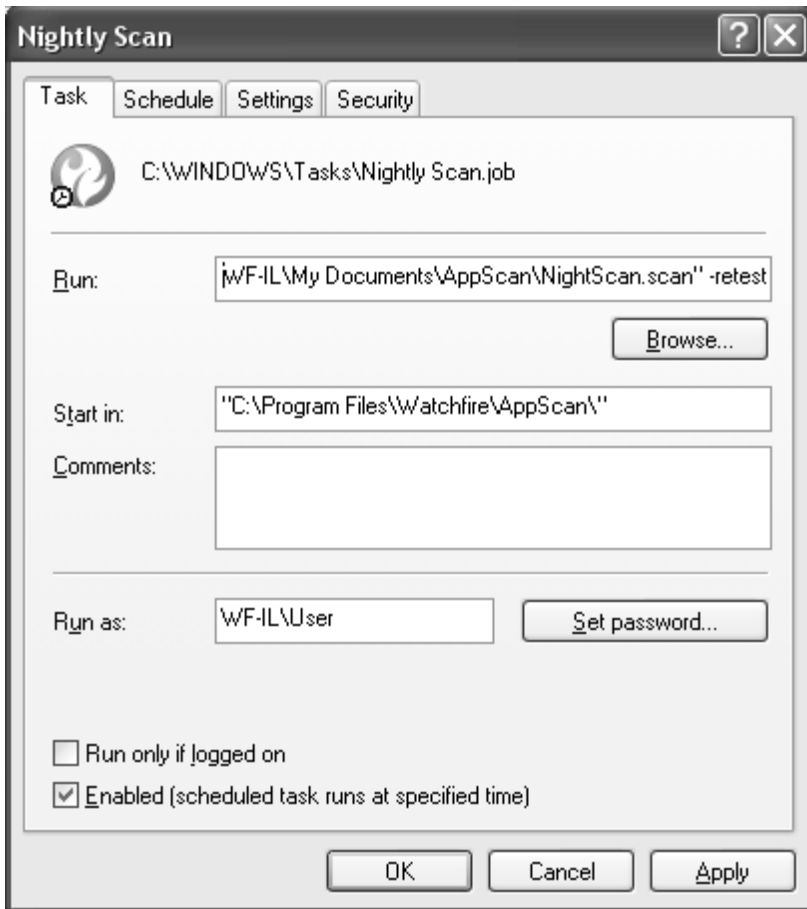 Nightly Scan
Task Schedule Settings Security
C:\WINDOWS\Tasks\Nightly Scan.job
Run: WF-IL\My Documents\AppScan\NightScan.scan" -retest
Browse...
Start in: "C:\Program Files\Watchfire\AppScan\"
Comments:
Run as: WF-IL\User Set password...
Run only if logged on
Enabled (scheduled task runs at specified time)
OK Cancel Apply